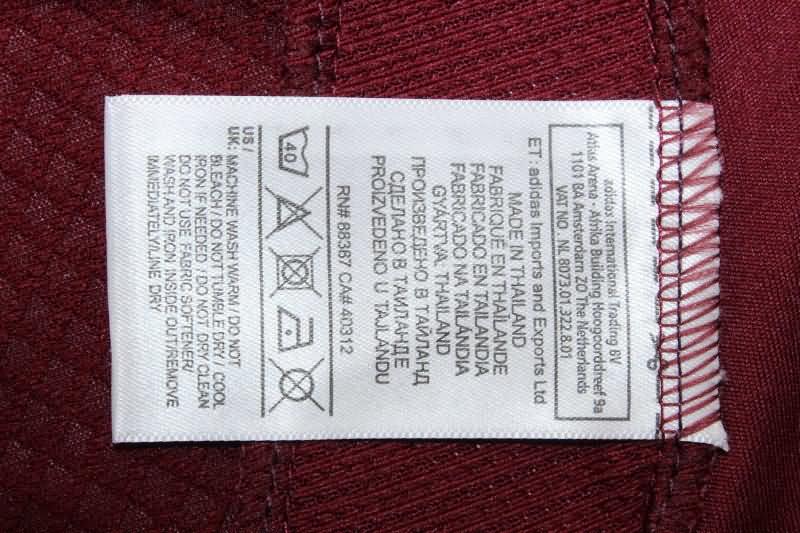 adidas International Trading BV
Atlas Arena - Afrika Building Hoogoorddreef 9a
1101 BA Amsterdam ZO The Netherlands
VAT NO : NL 8073.01.322.B.01
ET: adidas Imports and Exports Ltd
MADE IN THAILAND
FABRIQUÉ EN THAÏLANDE
FABRICADO EN TAILANDIA
FABRICADO NA TAILÂNDIA
GYÁRTVA: THAILAND
ПРОИЗВЕДЕНО В ТАЙЛАНД
СДЕЛАНО В ТАИЛАНДЕ
PROIZVEDENO U TAJLANDU
RN# 88387 CA# 40312
40
US /
UK: MACHINE WASH WARM / DO NOT
BLEACH / DO NOT TUMBLE DRY / COOL
IRON IF NEEDED / DO NOT DRY CLEAN
DO NOT USE FABRIC SOFTENER/
WASH AND IRON INSIDE OUT/REMOVE
IMMEDIATELY/LINE DRY